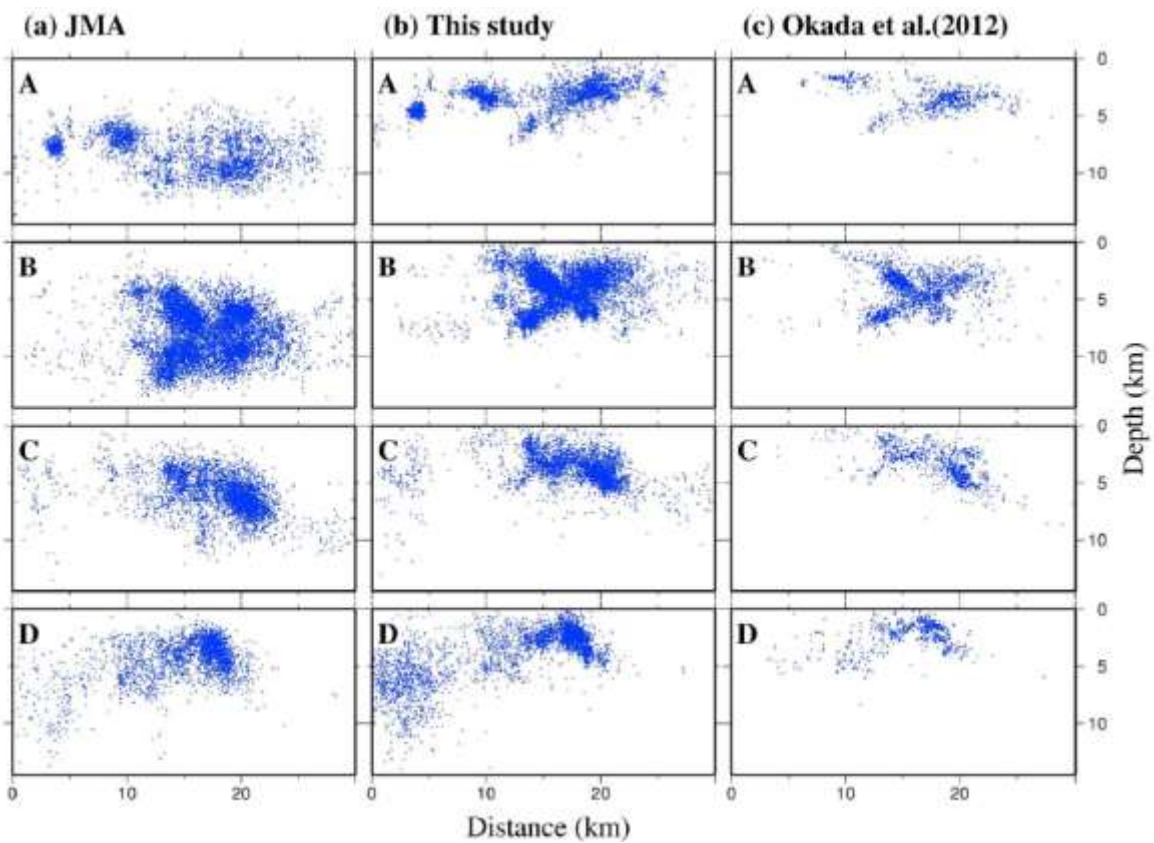 (a) JMA (b) This study (c) Okada et al.(2012)
A A A 0
5
10
B B B 0
5
10
C C C 0
5
10
D D D 0
5
10
0 10 20 0 10 20 0 10 20
Distance (km)
Depth (km)